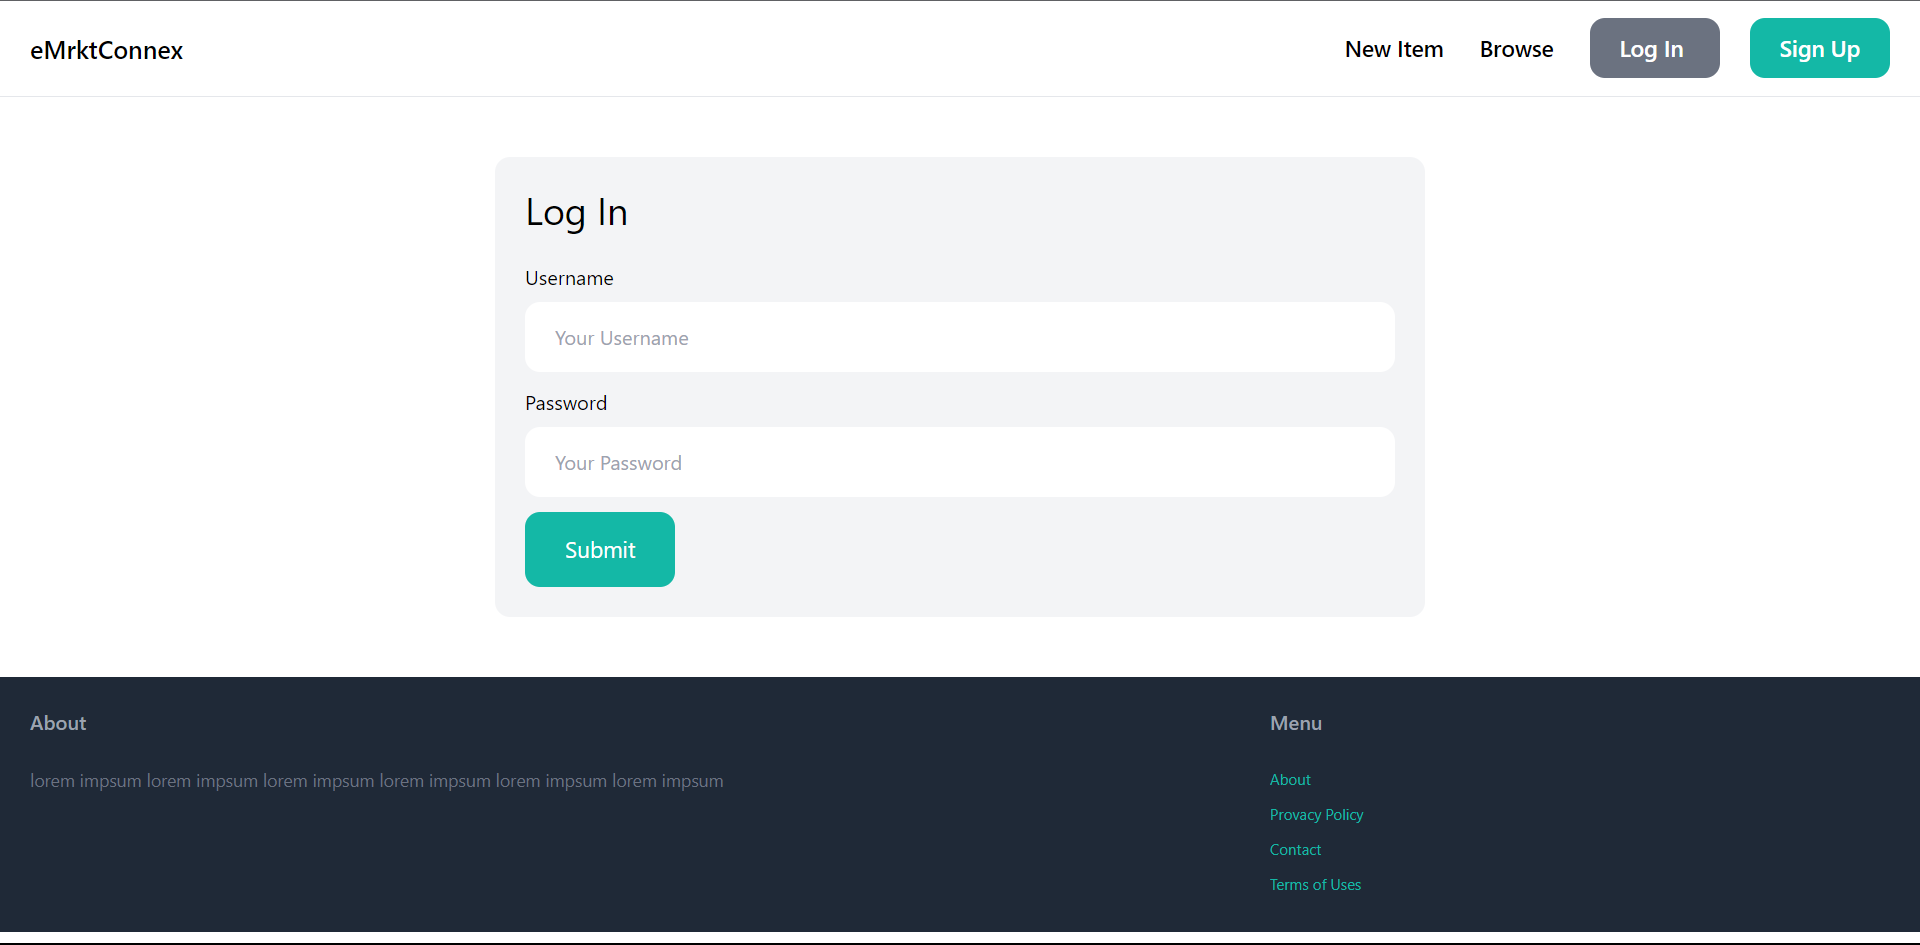 eMrktConnex
New Item
Browse
Log In
Sign Up
Log In
Username
Your Username
Password
Your Password
Submit
About
lorem impsum lorem impsum lorem impsum lorem impsum lorem impsum lorem impsum
Menu
About
Provacy Policy
Contact
Terms of Uses